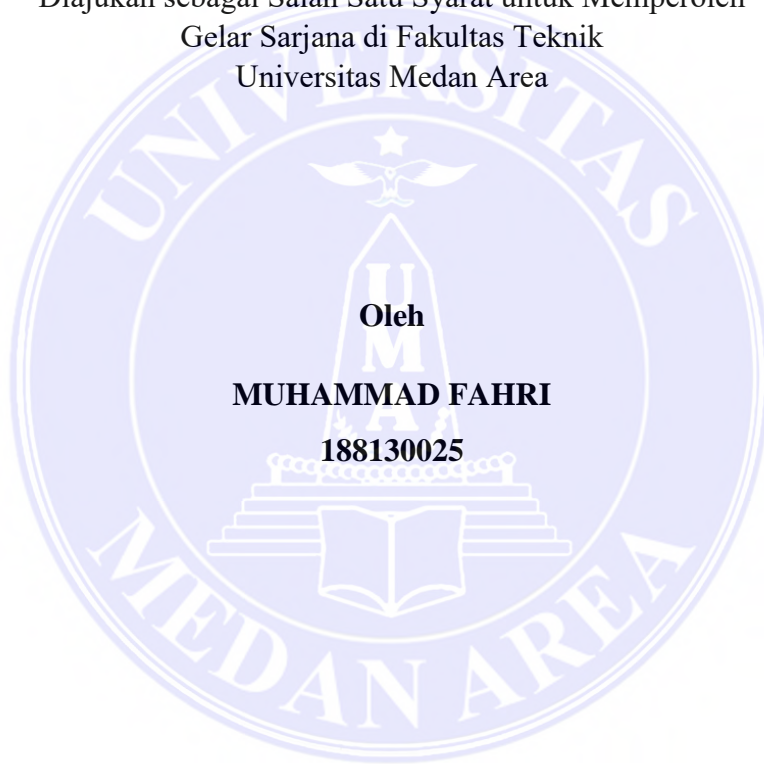 Diajukan sebagai Salah Satu Syarat untuk Memperoleh
Gelar Sarjana di Fakultas Teknik
Universitas Medan Area
UNIVERSITAS
U
Oleh
M
MUHAMMAD FAHRI
A
188130025
MEDAN AREA